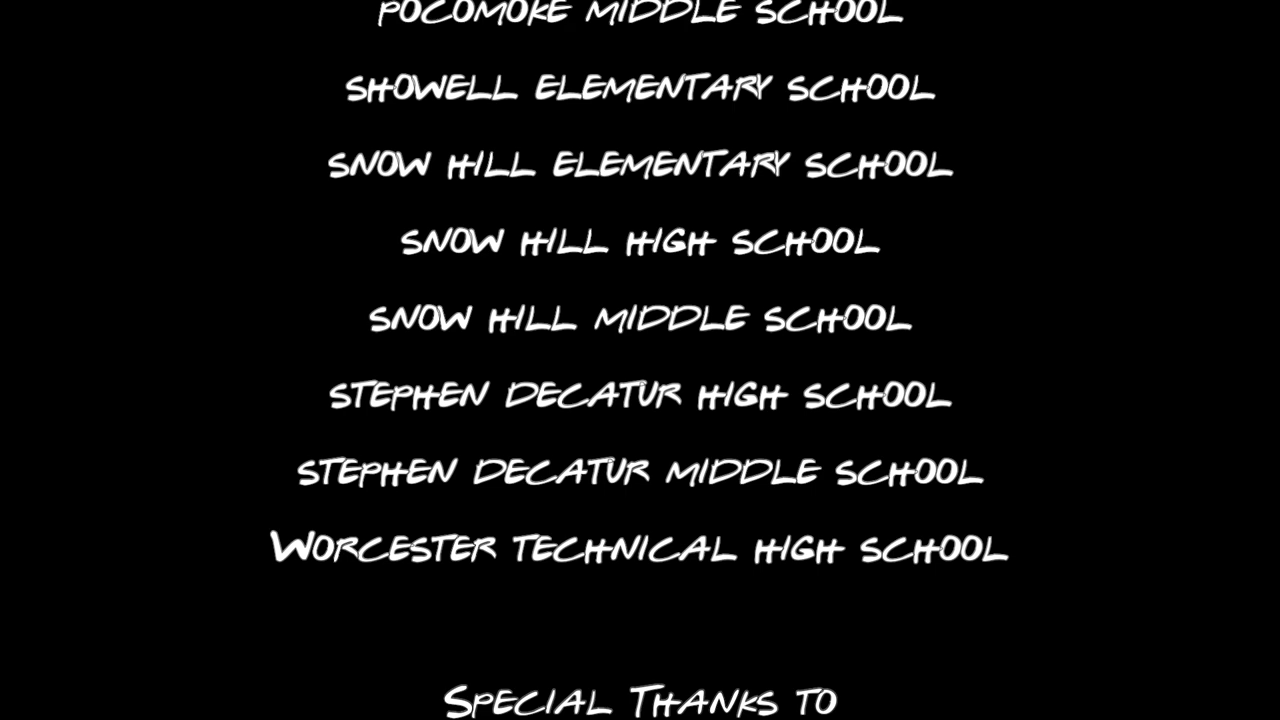 POCOMOKE MIDDLE SCHOOL
SHOWELL ELEMENTARY SCHOOL
SNOW HILL ELEMENTARY SCHOOL
SNOW HILL HIGH SCHOOL
SNOW HILL MIDDLE SCHOOL
STEPHEN DECATUR HIGH SCHOOL
STEPHEN DECATUR MIDDLE SCHOOL
WORCESTER TECHNICAL HIGH SCHOOL
SPECIAL THANKS TO